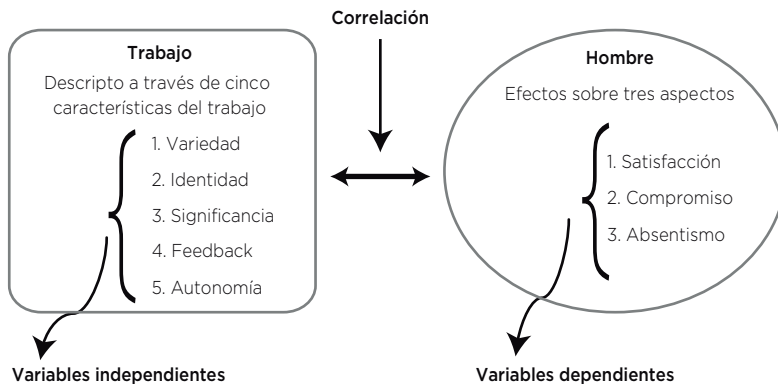 Correlación
Trabajo
Descripto a través de cinco
características del trabajo
1. Variedad
2. Identidad
3. Significancia
4. Feedback
5. Autonomía
Variables independientes
Hombre
Efectos sobre tres aspectos
1. Satisfacción
2. Compromiso
3. Absentismo
Variables dependientes